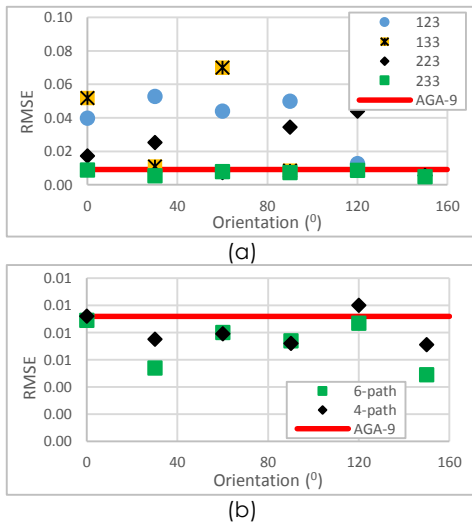 0.10
0.08
0.06
0.04
0.02
0.00
RMSE
123
133
223
233
AGA-9
0 40 80 120 160
Orientation (⁰)
(a)
0.01
0.01
0.01
0.01
0.00
0.00
0.00
RMSE
6-path
4-path
AGA-9
0 40 80 120 160
Orientation (⁰)
(b)